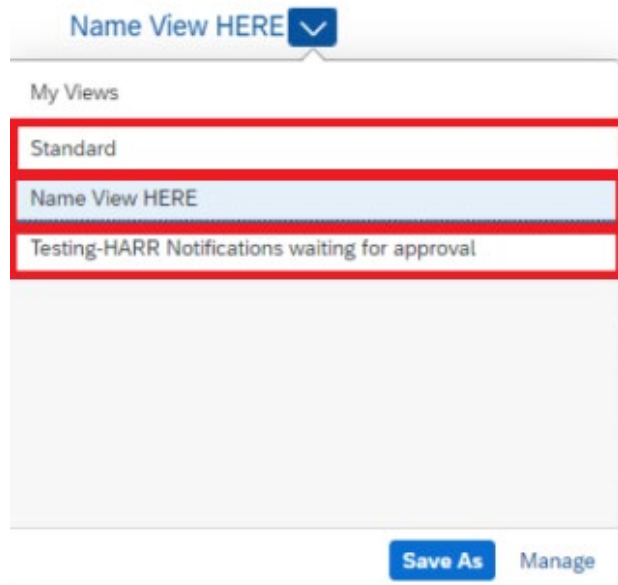 Name View HERE
My Views
Standard
Name View HERE
Testing-HARR Notifications waiting for approval
Save As Manage